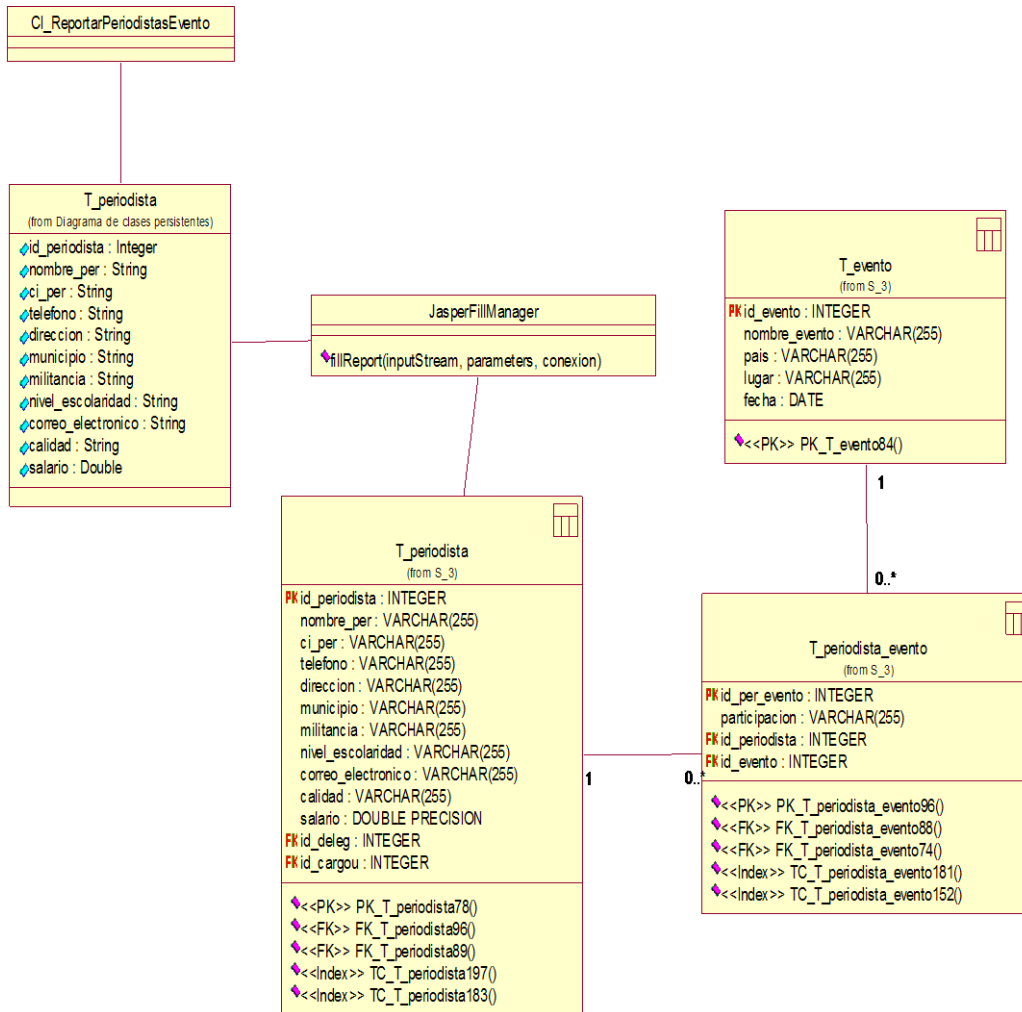 CI_ReportarPeriodistasEvento
T_periodista
(from Diagrama de clases persistentes)
id_periodista : Integer
nombre_per : String
ci_per : String
telefono : String
direccion : String
municipio : String
militancia : String
nivel_escolaridad : String
correo_electronico : String
calidad : String
salario : Double
JasperFillManager
fillReport(inputStream, parameters, conexion)
T_evento
(from S_3)
PK id_evento : INTEGER
nombre_evento : VARCHAR(255)
pais : VARCHAR(255)
lugar : VARCHAR(255)
fecha : DATE
<<PK>> PK_T_evento84()
1
0..*
T_periodista
(from S_3)
PK id_periodista : INTEGER
nombre_per : VARCHAR(255)
ci_per : VARCHAR(255)
telefono : VARCHAR(255)
direccion : VARCHAR(255)
municipio : VARCHAR(255)
militancia : VARCHAR(255)
nivel_escolaridad : VARCHAR(255)
correo_electronico : VARCHAR(255)
calidad : VARCHAR(255)
salario : DOUBLE PRECISION
FK id_deleg : INTEGER
FK id_cargou : INTEGER
<<PK>> PK_T_periodista78()
<<FK>> FK_T_periodista96()
<<FK>> FK_T_periodista89()
<<Index>> TC_T_periodista197()
<<Index>> TC_T_periodista183()
1
0..*
T_periodista_evento
(from S_3)
PK id_per_evento : INTEGER
participacion : VARCHAR(255)
FK id_periodista : INTEGER
FK id_evento : INTEGER
<<PK>> PK_T_periodista_evento96()
<<FK>> FK_T_periodista_evento88()
<<FK>> FK_T_periodista_evento74()
<<Index>> TC_T_periodista_evento181()
<<Index>> TC_T_periodista_evento152()